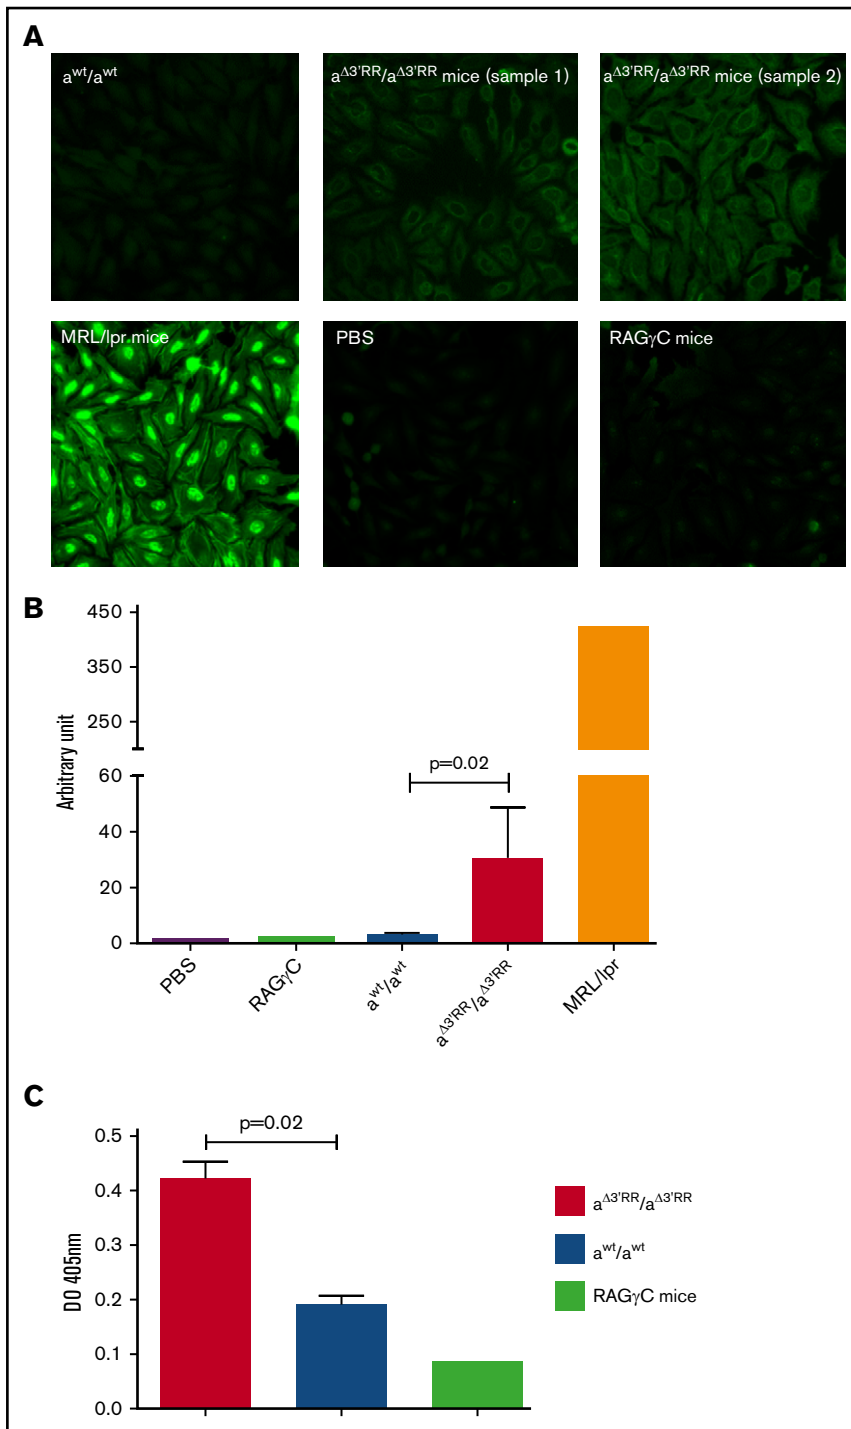 A
a^wt/a^wt
a^Δ3'RR/a^Δ3'RR mice (sample 1)
a^Δ3'RR/a^Δ3'RR mice (sample 2)
MRL/lpr mice
PBS
RAGγC mice
B
450
350
250
60
40
20
0
Arbitrary unit
p=0.02
PBS
RAGγC
a^wt/a^wt
a^Δ3'RR/a^Δ3'RR
MRL/lpr
C
0.5
0.4
0.3
0.2
0.1
0.0
DO 405nm
p=0.02
a^Δ3'RR/a^Δ3'RR
a^wt/a^wt
RAGγC mice